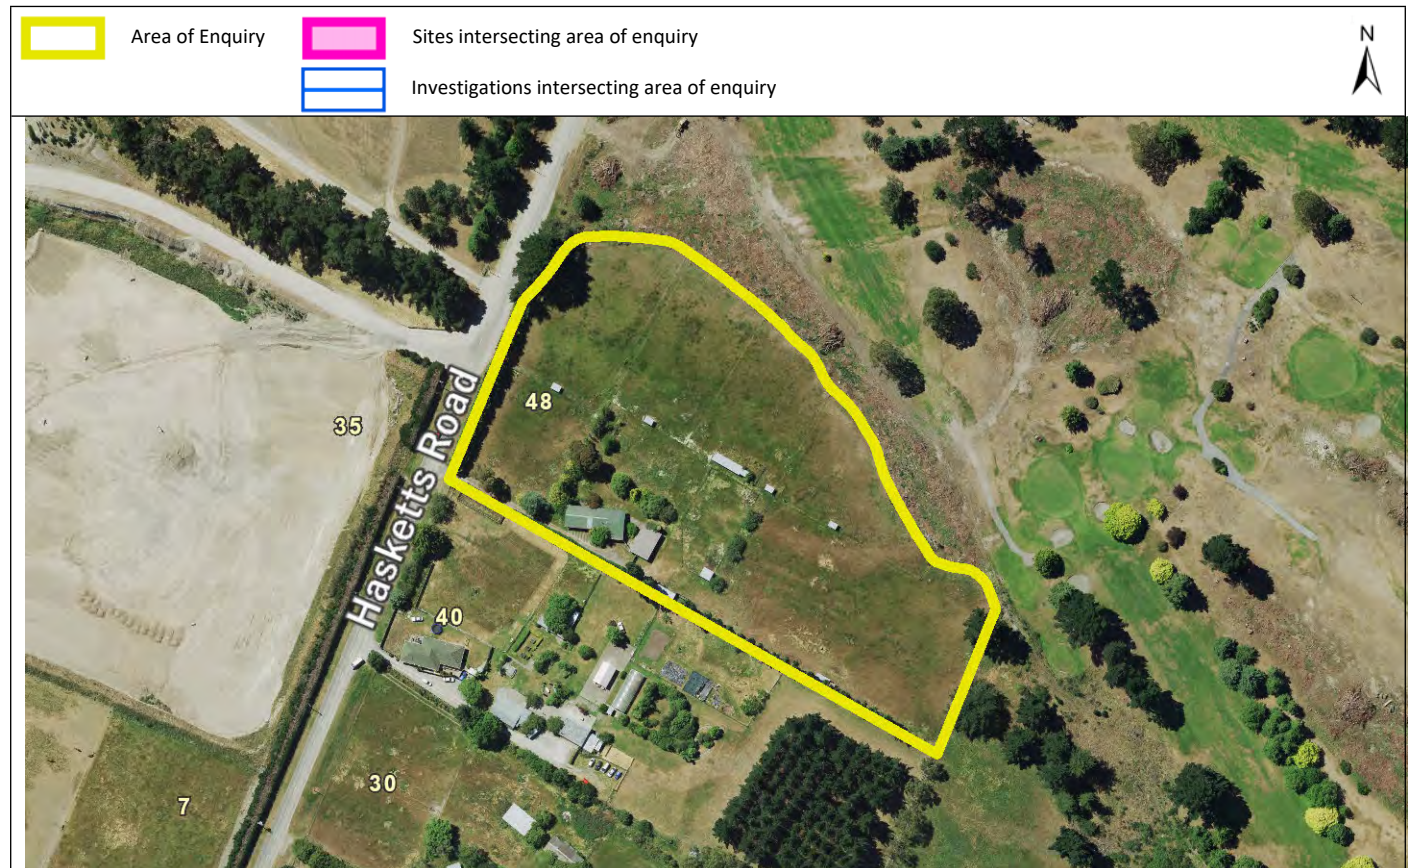 Area of Enquiry
Sites intersecting area of enquiry
N
Investigations intersecting area of enquiry
48
35
Hasketts Road
40
30
7